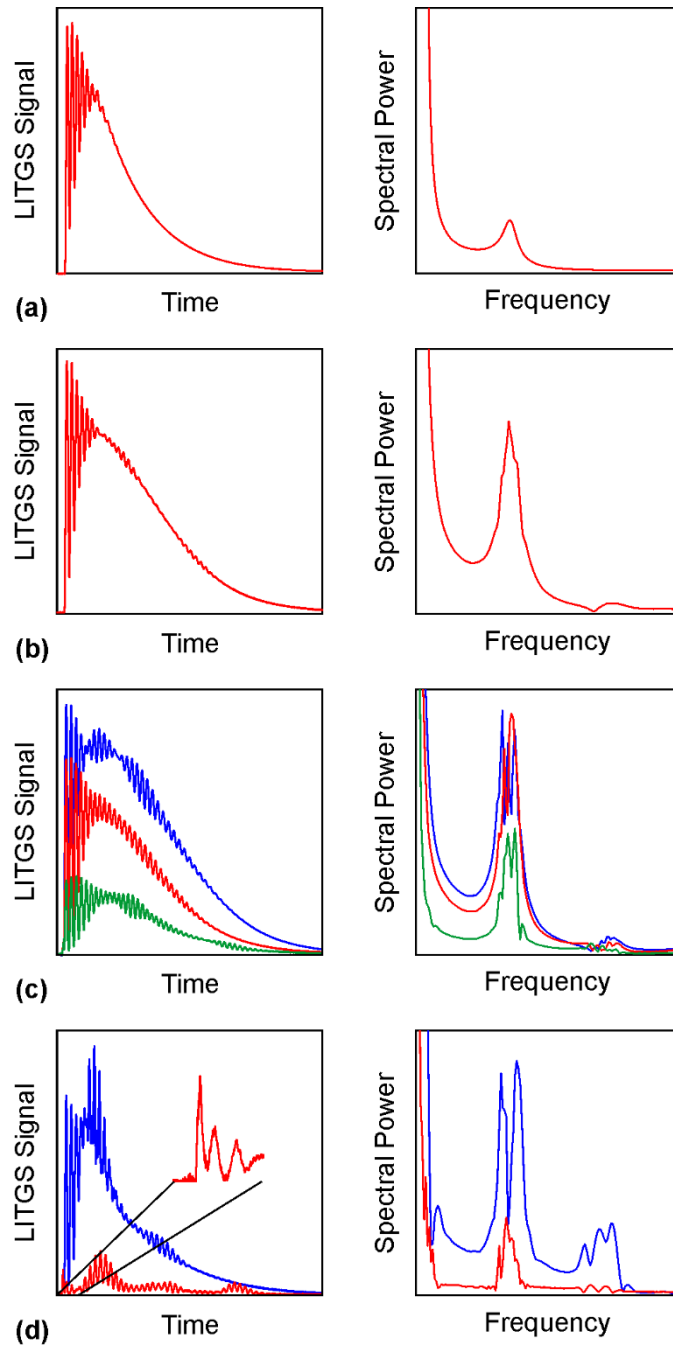 LITGS Signal
Time
Spectral Power
Frequency
(a)
LITGS Signal
Time
Spectral Power
Frequency
(b)
LITGS Signal
Time
Spectral Power
Frequency
(c)
LITGS Signal
Time
Spectral Power
Frequency
(d)